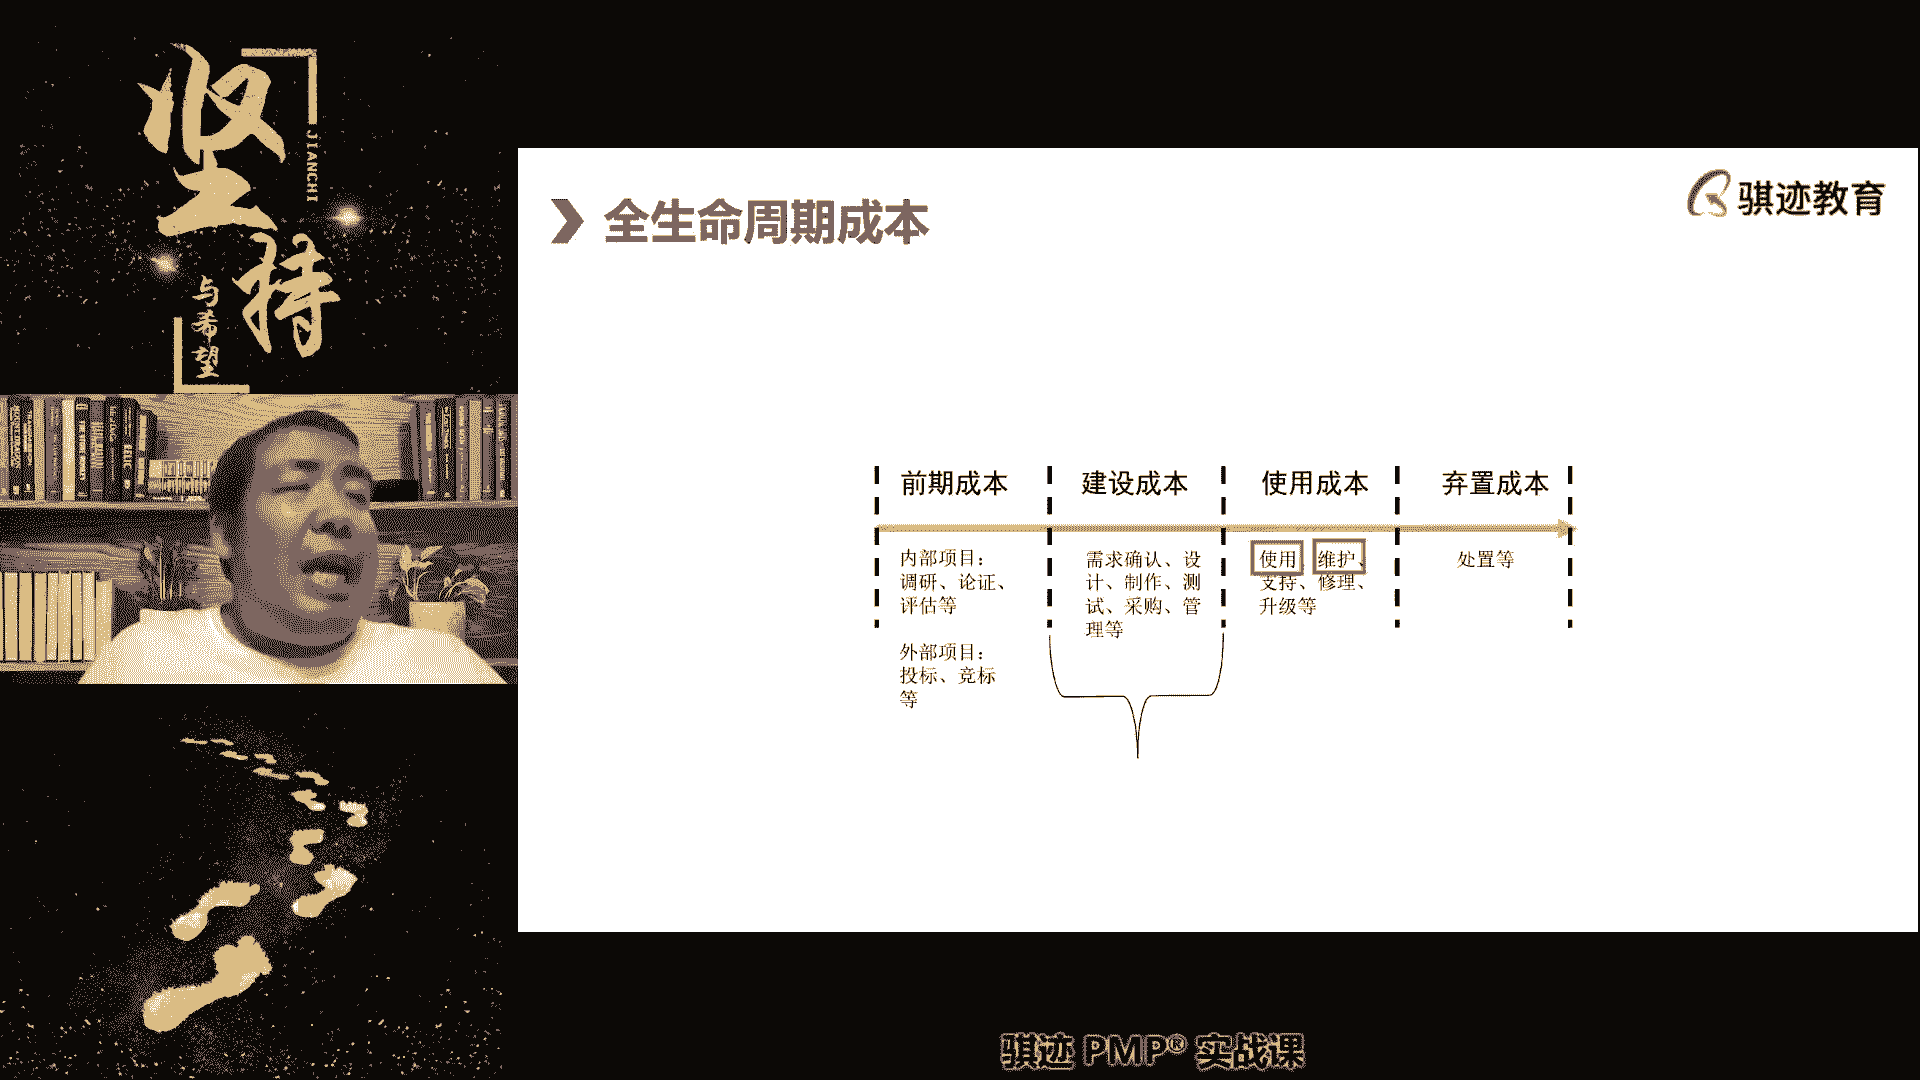 坚持
JIANCHI
与希望
骐迹教育
全生命周期成本
前期成本
建设成本
使用成本
弃置成本
内部项目：
调研、论证、
评估等
外部项目：
投标、竞标
等
需求确认、设
计、制作、测
试、采购、管
理等
使用、维护、
支持、修理、
升级等
处置等
骐迹 PMP® 实战课